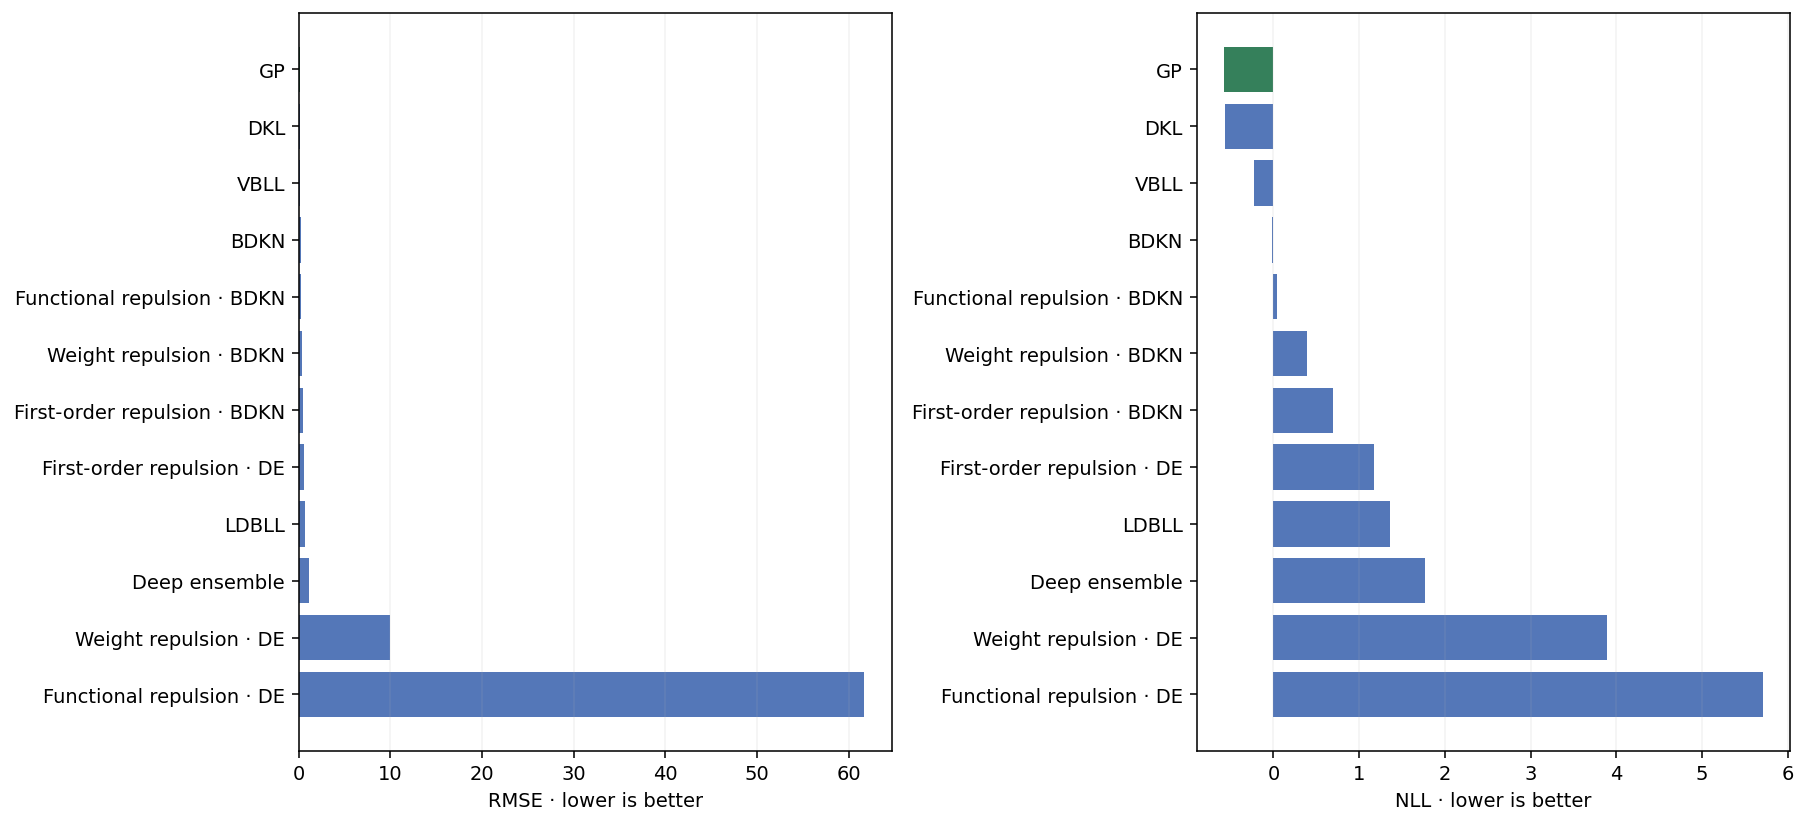 GP
DKL
VBLL
BDKN
Functional repulsion · BDKN
Weight repulsion · BDKN
First-order repulsion · BDKN
First-order repulsion · DE
LDBLL
Deep ensemble
Weight repulsion · DE
Functional repulsion · DE
0 10 20 30 40 50 60
RMSE · lower is better
GP
DKL
VBLL
BDKN
Functional repulsion · BDKN
Weight repulsion · BDKN
First-order repulsion · BDKN
First-order repulsion · DE
LDBLL
Deep ensemble
Weight repulsion · DE
Functional repulsion · DE
0 1 2 3 4 5 6
NLL · lower is better